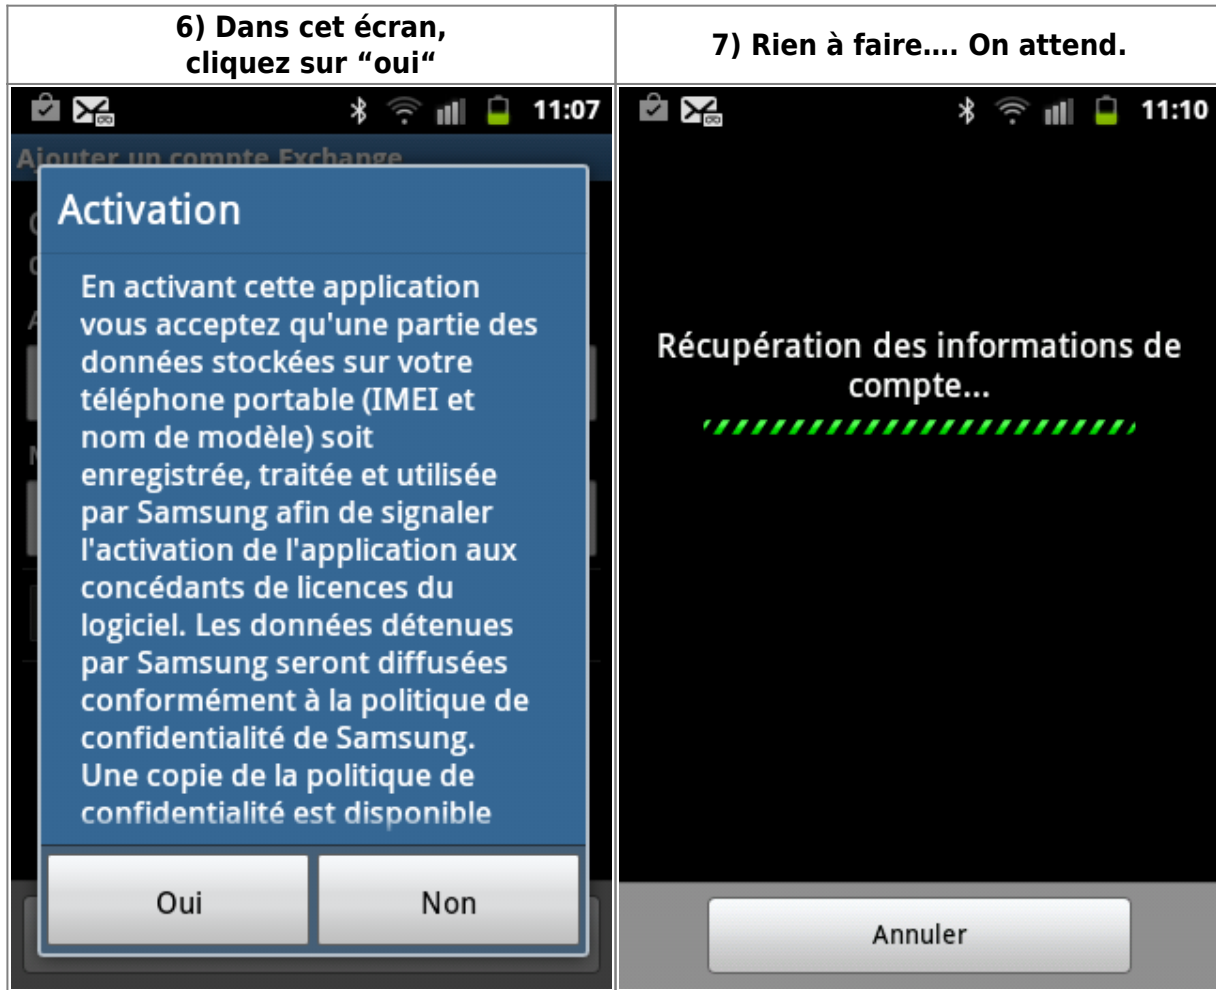 6) Dans cet écran,
cliquez sur “oui“
7) Rien à faire.... On attend.
11:07
Ajouter un compte Exchange
Activation
En activant cette application
vous acceptez qu'une partie des
données stockées sur votre
téléphone portable (IMEI et
nom de modèle) soit
enregistrée, traitée et utilisée
par Samsung afin de signaler
l'activation de l'application aux
concédants de licences du
logiciel. Les données détenues
par Samsung seront diffusées
conformément à la politique de
confidentialité de Samsung.
Une copie de la politique de
confidentialité est disponible
Oui
Non
11:10
Récupération des informations de
compte...
Annuler